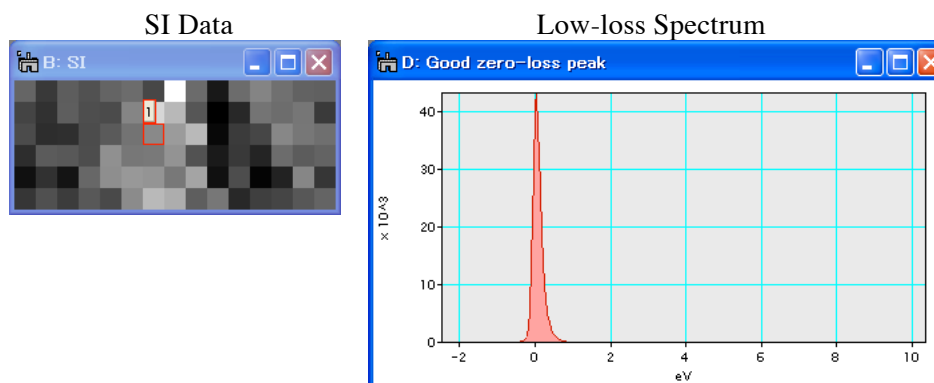 SI Data
Low-loss Spectrum
B: SI
D: Good zero-loss peak
1
40
30
20
10
0
× 10^3
-2 0 2 4 6 8 10
eV